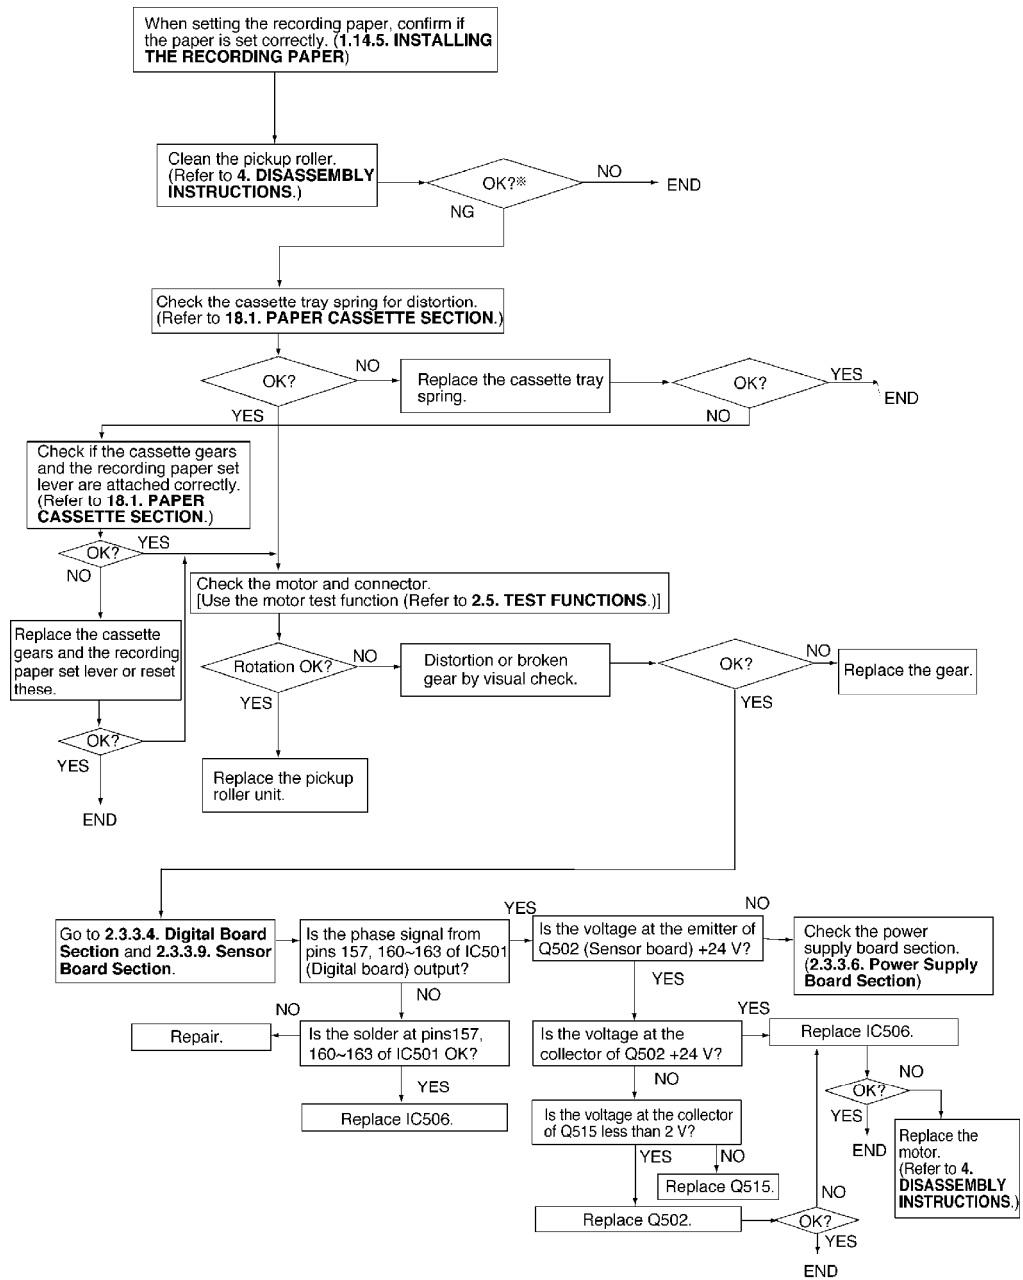 When setting the recording paper, confirm if
the paper is set correctly. (1.14.5. INSTALLING
THE RECORDING PAPER)
Clean the pickup roller.
(Refer to 4. DISASSEMBLY
INSTRUCTIONS.)
OK?※
NO
END
NG
Check the cassette tray spring for distortion.
(Refer to 18.1. PAPER CASSETTE SECTION.)
OK?
NO
Replace the cassette tray
spring.
OK?
YES
END
YES
NO
Check if the cassette gears
and the recording paper set
lever are attached correctly.
(Refer to 18.1. PAPER
CASSETTE SECTION.)
OK?
YES
NO
Check the motor and connector.
[Use the motor test function (Refer to 2.5. TEST FUNCTIONS.)]
Replace the cassette
gears and the recording
paper set lever or reset
these.
Rotation OK?
NO
Distortion or broken
gear by visual check.
OK?
NO
Replace the gear.
YES
YES
OK?
YES
END
Replace the pickup
roller unit.
Go to 2.3.3.4. Digital Board
Section and 2.3.3.9. Sensor
Board Section.
Is the phase signal from
pins 157, 160~163 of IC501
(Digital board) output?
YES
Is the voltage at the emitter of
Q502 (Sensor board) +24 V?
NO
Check the power
supply board section.
(2.3.3.6. Power Supply
Board Section)
NO
YES
Repair.
NO
Is the solder at pins157,
160~163 of IC501 OK?
YES
Replace IC506.
Is the voltage at the
collector of Q502 +24 V?
YES
Replace IC506.
NO
OK?
NO
YES
END
Replace the
motor.
(Refer to 4.
DISASSEMBLY
INSTRUCTIONS.)
Is the voltage at the collector
of Q515 less than 2 V?
YES
NO
Replace Q515.
Replace Q502.
OK?
NO
YES
END